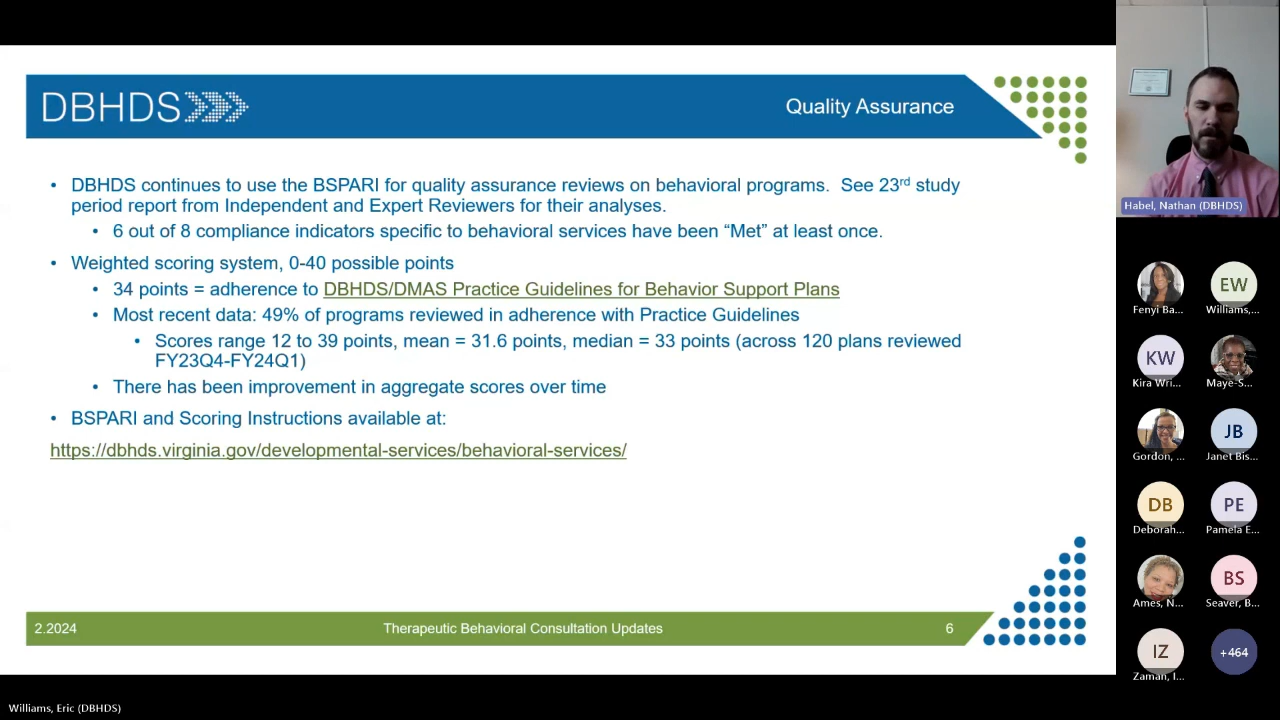 DBHDS
Quality Assurance
• DBHDS continues to use the BSPARI for quality assurance reviews on behavioral programs. See 23rd study
period report from Independent and Expert Reviewers for their analyses.
• 6 out of 8 compliance indicators specific to behavioral services have been “Met” at least once.
• Weighted scoring system, 0-40 possible points
• 34 points = adherence to DBHDS/DMAS Practice Guidelines for Behavior Support Plans
• Most recent data: 49% of programs reviewed in adherence with Practice Guidelines
• Scores range 12 to 39 points, mean = 31.6 points, median = 33 points (across 120 plans reviewed
FY23Q4-FY24Q1)
• There has been improvement in aggregate scores over time
• BSPARI and Scoring Instructions available at:
https://dbhds.virginia.gov/developmental-services/behavioral-services/
2.2024
Therapeutic Behavioral Consultation Updates
6
Habel, Nathan (DBHDS)
EW
Fenyi Ba...
Williams,...
KW
Kira Wri...
Maye-S...
JB
Gordon, ...
Janet Bis...
DB
PE
Deborah...
Pamela E...
BS
Ames, N...
Seaver, B...
IZ
+464
Zaman, I...
Williams, Eric (DBHDS)